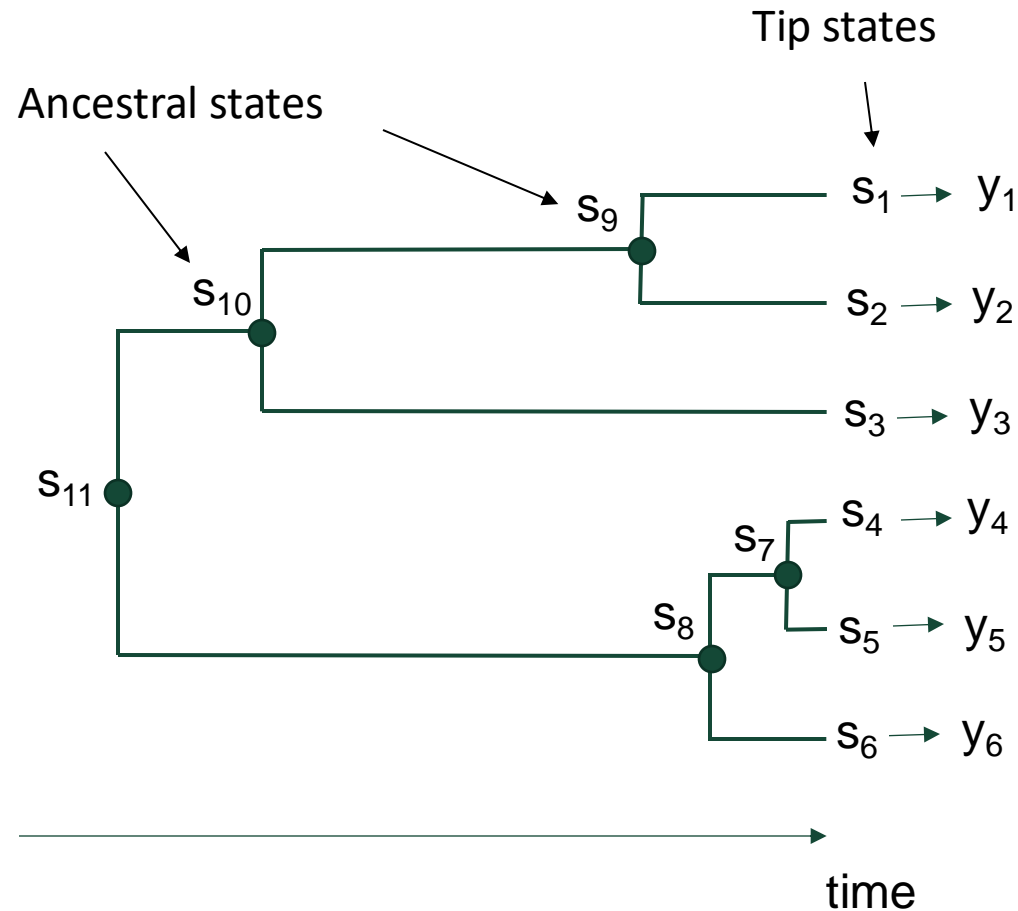 Tip states
Ancestral states
s₉
s₁ y₁
s₁₀
s₂ y₂
s₃ y₃
s₁₁
s₄ y₄
s₇
s₈
s₅ y₅
s₆ y₆
time